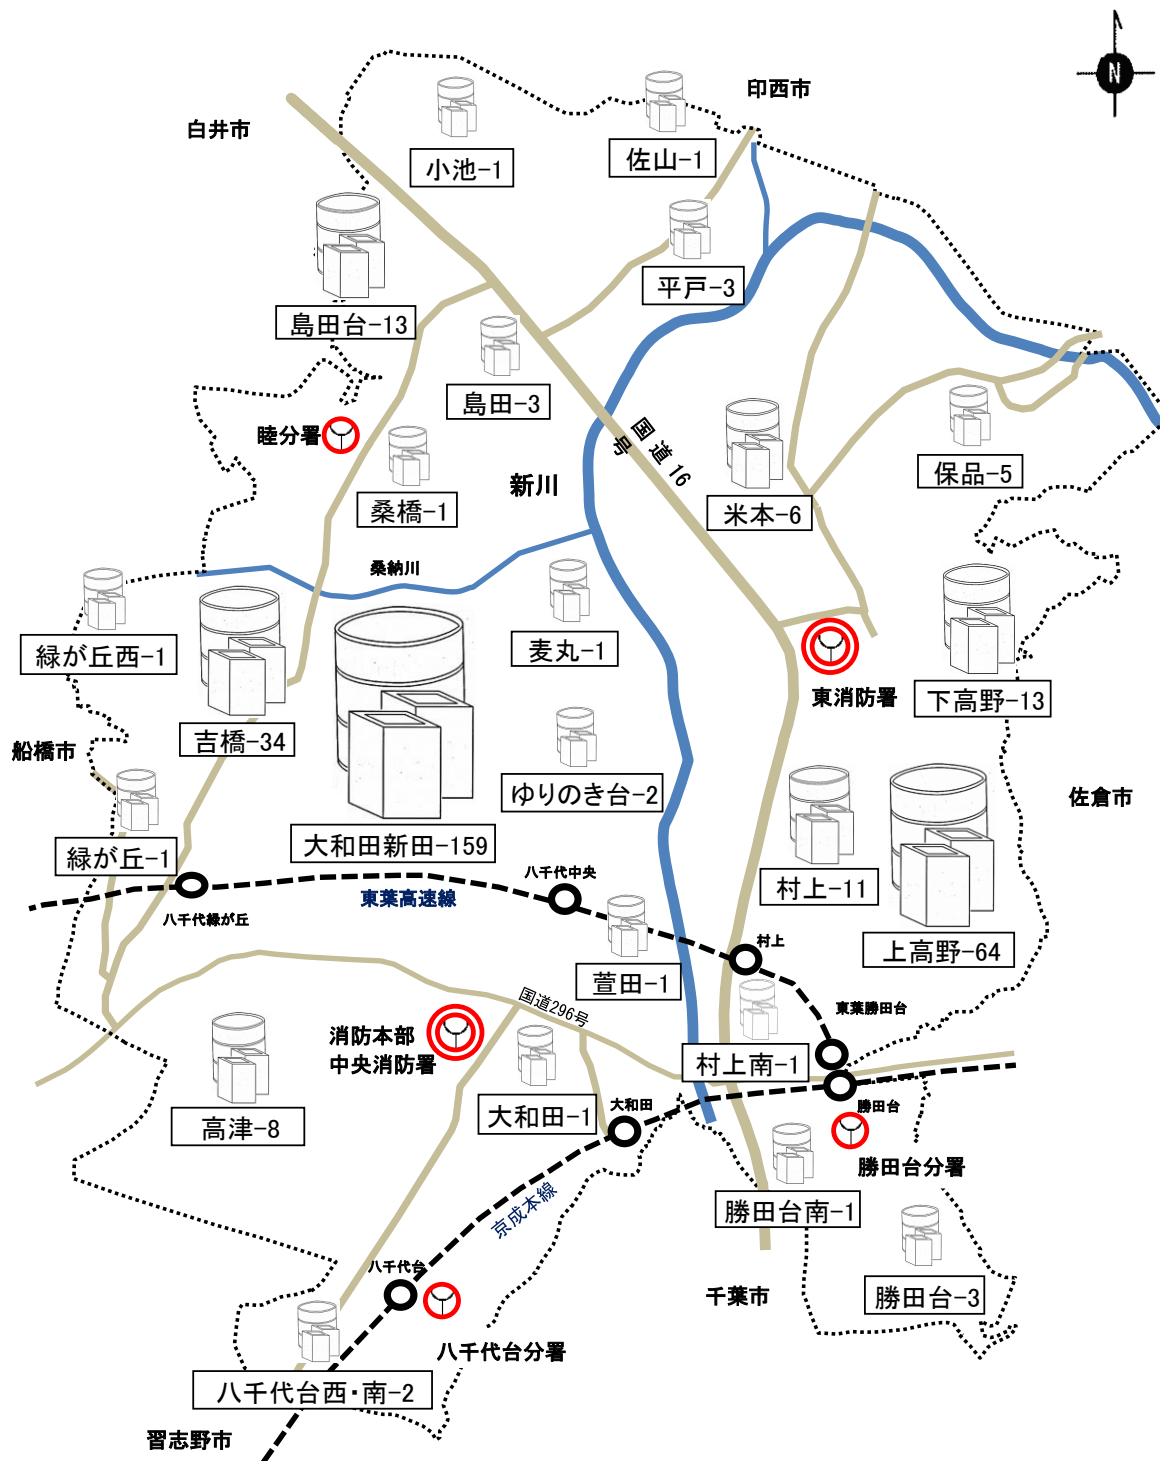 N
印西市
白井市
佐山-1
小池-1
平戸-3
島田台-13
島田-3
国道16号
睦分署
保品-5
新川
桑橋-1
米本-6
桑納川
麦丸-1
緑が丘西-1
東消防署
下高野-13
吉橋-34
船橋市
ゆりのき台-2
佐倉市
大和田新田-159
緑が丘-1
八千代中央
村上-11
東葉高速線
八千代緑が丘
村上
上高野-64
萱田-1
国道296号
東葉勝田台
消防本部
中央消防署
村上南-1
大和田-1
大和田
勝田台
高津-8
勝田台分署
京成本線
勝田台南-1
八千代台
千葉市
勝田台-3
八千代台分署
八千代台西・南-2
習志野市